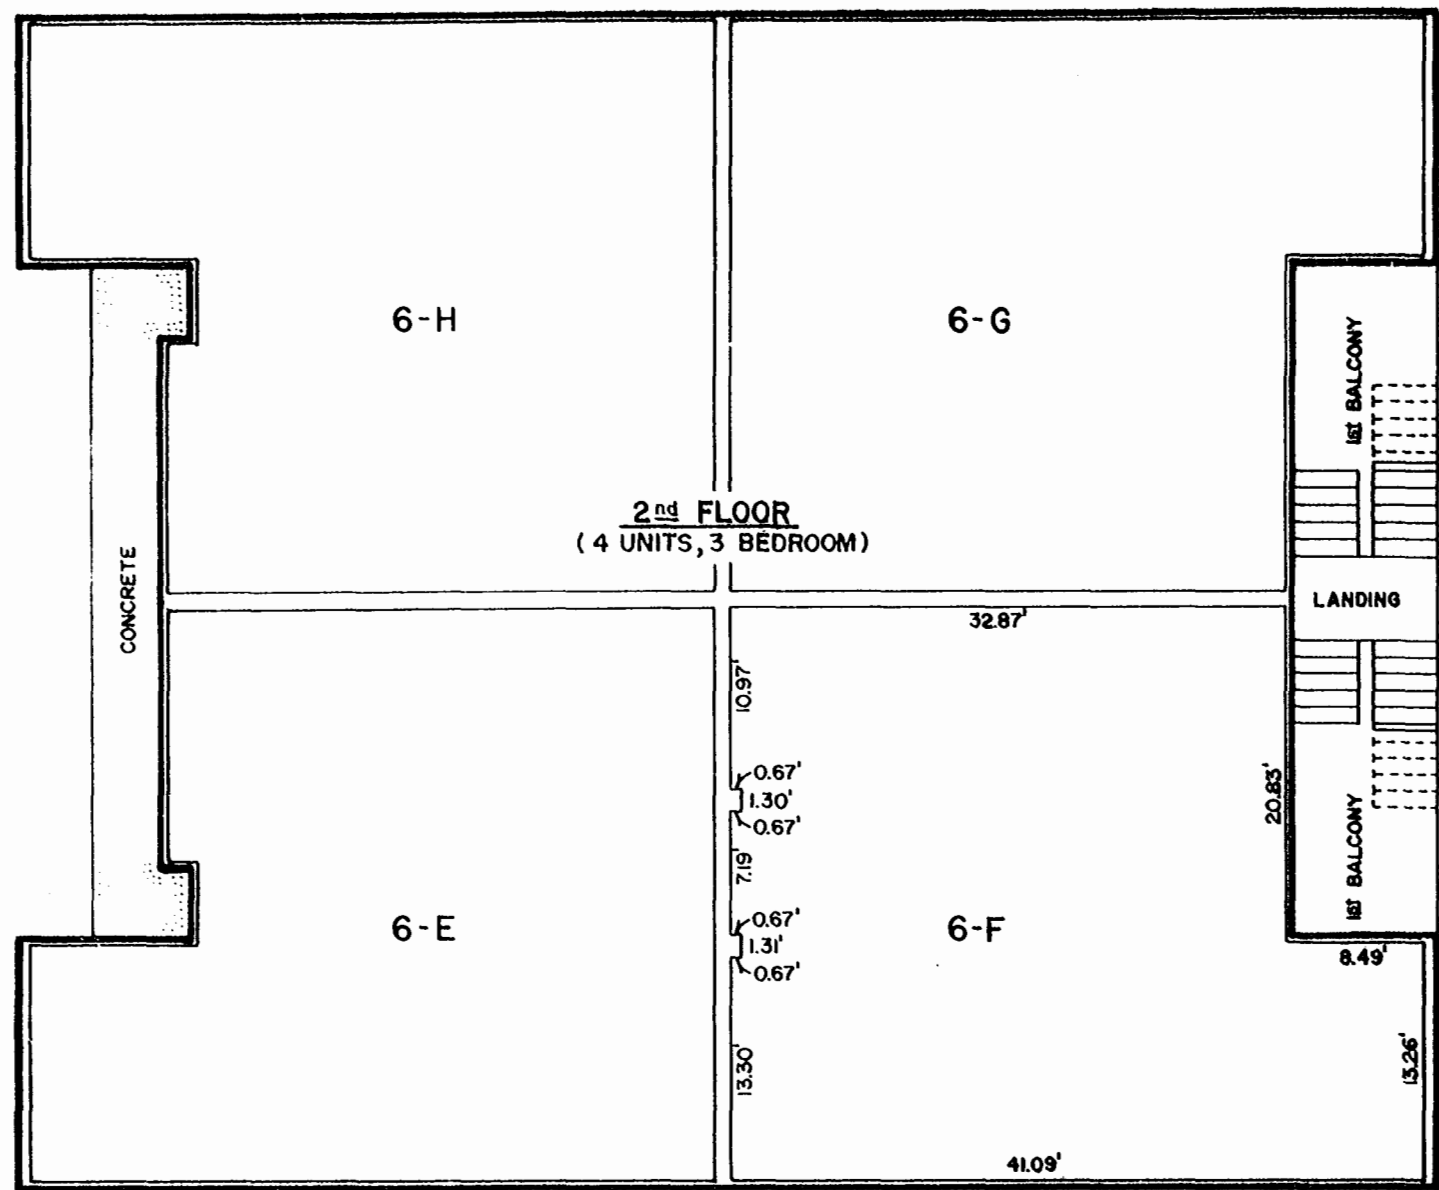 6-H
6-G
1st BALCONY
2nd FLOOR
(4 UNITS, 3 BEDROOM)
CONCRETE
LANDING
32.87'
10.97'
0.67'
1.30'
0.67'
20.83'
7.19'
1st BALCONY
6-E
0.67'
1.31'
0.67'
6-F
8.49'
13.30'
13.26'
41.09'